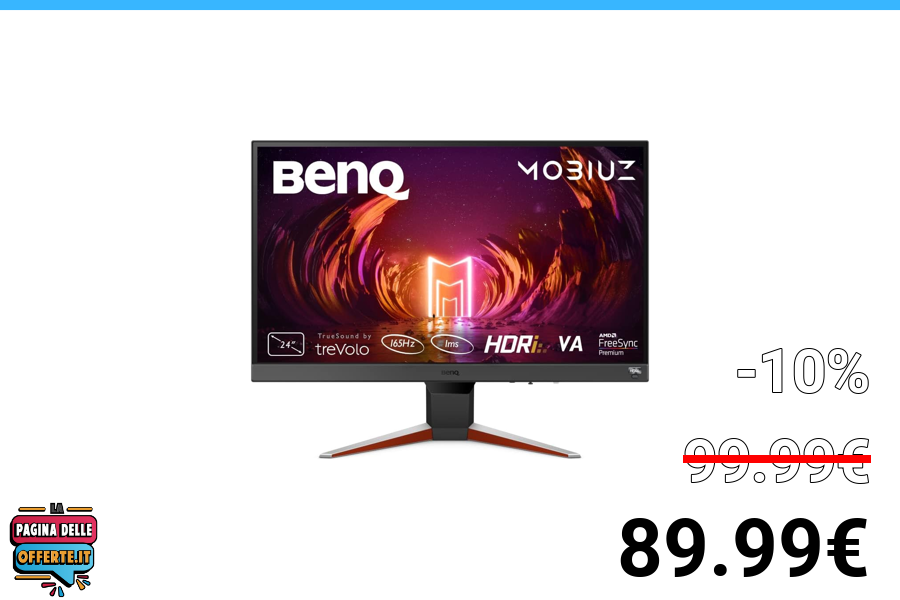 BenQ
MOBIUZ
24"
TrueSound by
treVolo
165Hz
1ms
HDRi
VA
AMD
FreeSync
Premium
BenQ
-10%
99.99€
89.99€
LA
PAGINA DELLE
OFFERTE.IT